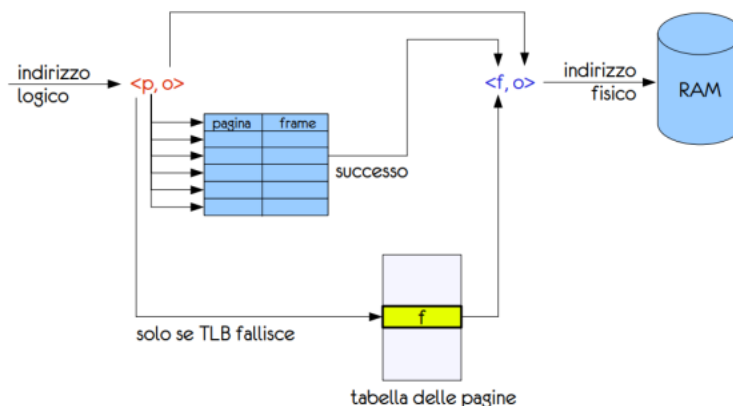 indirizzo
logico
<p, o>
<f, o>
indirizzo
fisico
RAM
pagina
frame
successo
solo se TLB fallisce
f
tabella delle pagine